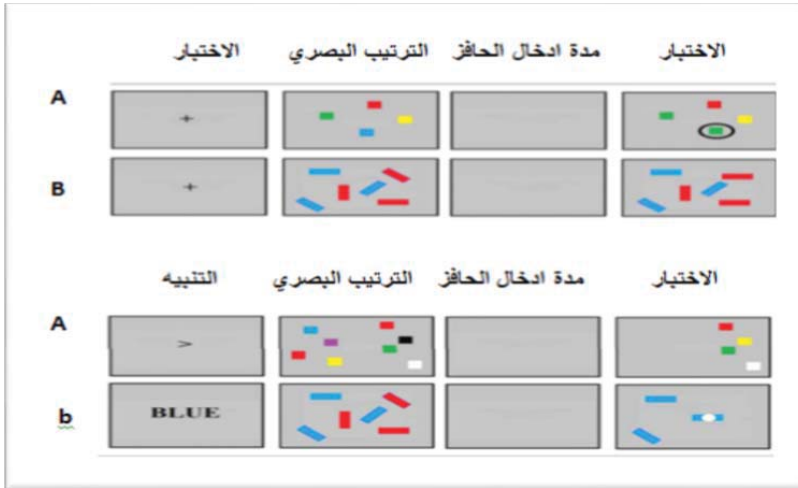 الاختبار الترتيب البصري مدة ادخال الحافز الاختبار
A
+
B
+
التنبيه الترتيب البصري مدة ادخال الحافز الاختبار
A
>
b
BLUE